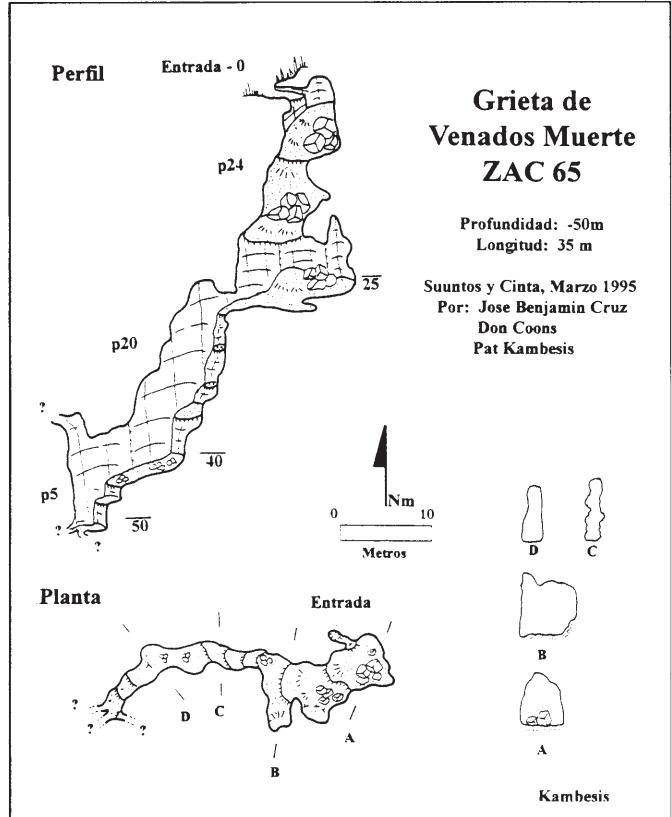 Perfil
Entrada - 0
p24
25
p20
?
40
p5
50
?
?
Grieta de
Venados Muerte
ZAC 65
Profundidad: -50m
Longitud: 35 m
Suuntos y Cinta, Marzo 1995
Por: Jose Benjamin Cruz
Don Coons
Pat Kambesis
Nm
0 10
Metros
D C
B
A
Planta
Entrada
?
?
?
D
C
B
A
Kambesis